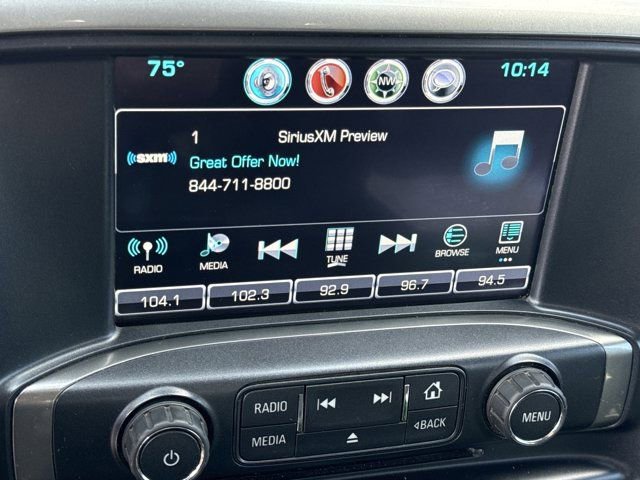 75° NW 10:14
1 SiriusXM Preview
((sxm))
Great Offer Now!
844-711-8800
RADIO MEDIA TUNE BROWSE MENU
104.1 102.3 92.9 96.7 94.5
RADIO
MEDIA BACK
MENU